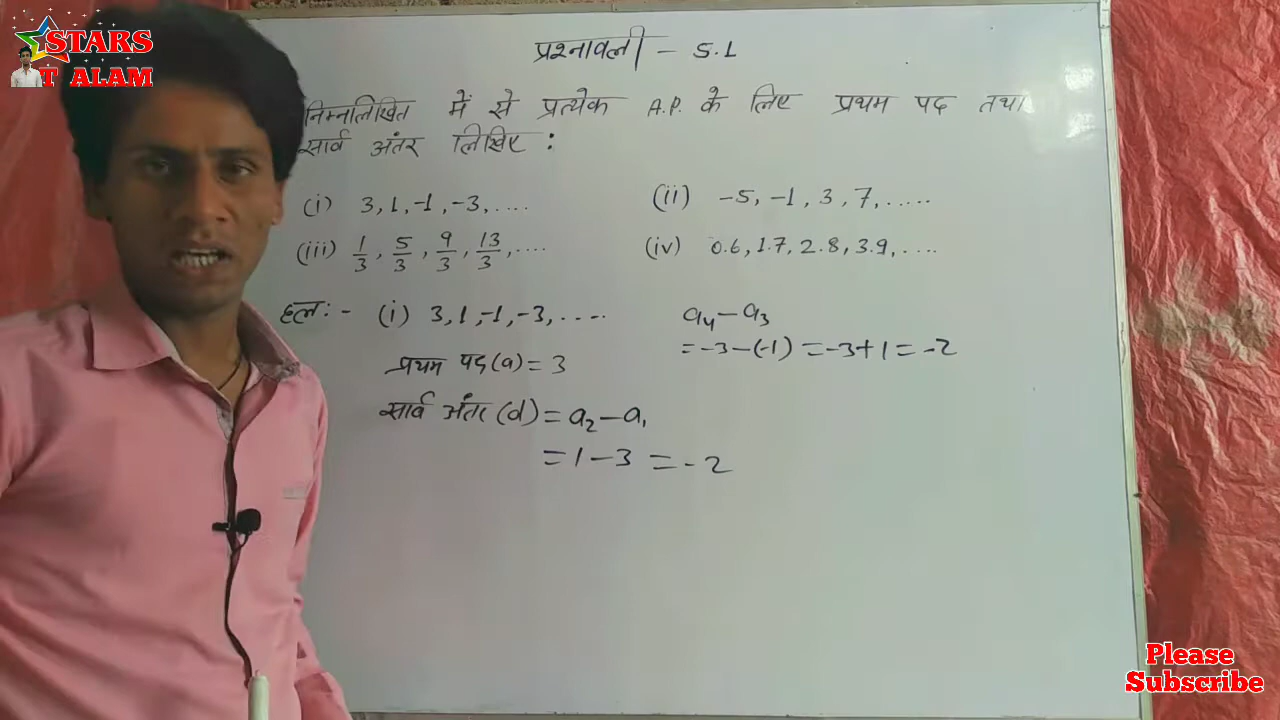 STARS
T ALAM
प्रश्नावली - 5.1
निम्नलिखित में से प्रत्येक A.P. के लिए प्रथम पद तथा
सार्व अंतर लिखिए :
(i) 3, 1, -1, -3, ....
(ii) -5, -1, 3, 7, .....
(iii) 1/3, 5/3, 9/3, 13/3, ....
(iv) 0.6, 1.7, 2.8, 3.9, ....
हल :- (i) 3, 1, -1, -3, ....
प्रथम पद (a) = 3
सार्व अंतर (d) = a₂ - a₁
= 1 - 3 = -2
a₄ - a₃
= -3 - (-1) = -3 + 1 = -2
Please
Subscribe